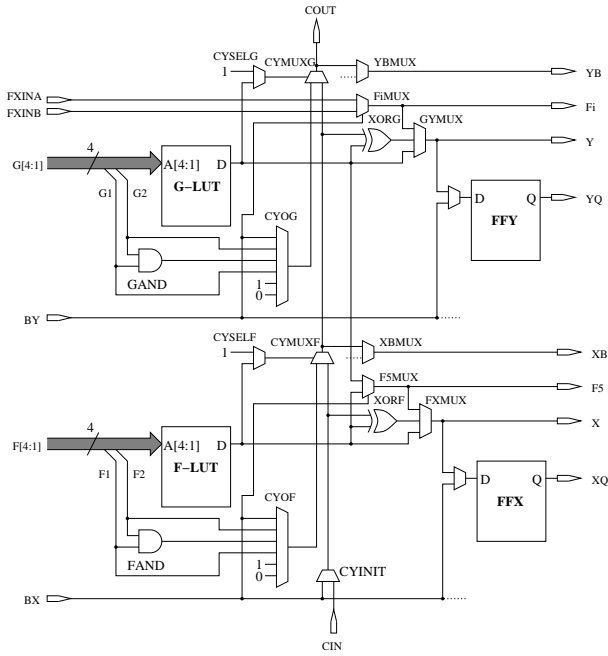 COUT
CYSELG
CYMUXG
YBMUX
1
YB
FXINA
FXINB
FiMUX
Fi
XORG
GYMUX
Y
4
G[4:1]
A[4:1] D
G-LUT
G1
G2
D Q
YQ
FFY
CYOG
GAND
1
0
BY
CYSELF
CYMUXF
XBMUX
1
XB
F5MUX
F5
XORF
FXMUX
X
4
F[4:1]
A[4:1] D
F-LUT
F1
F2
D Q
XQ
FFX
CYOF
FAND
1
0
CYINIT
BX
CIN